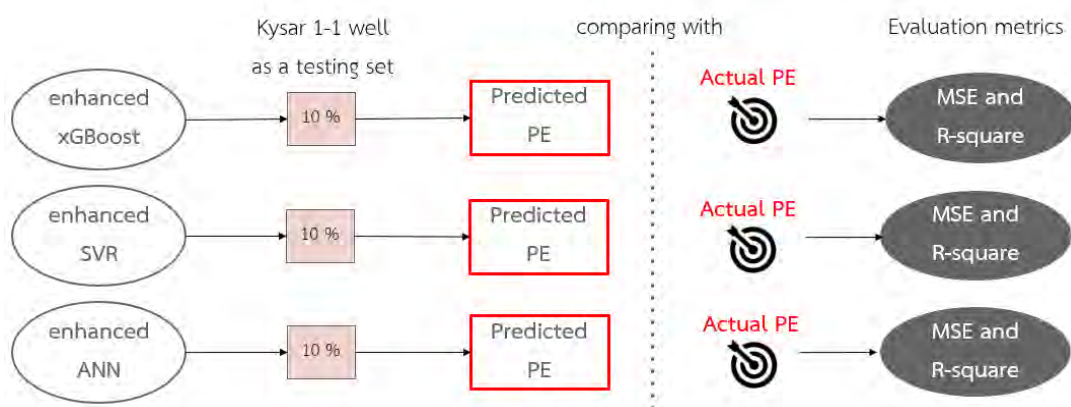 Kysar 1-1 well
as a testing set
comparing with
Evaluation metrics
enhanced
xGBoost
10 %
Predicted
PE
Actual PE
MSE and
R-square
enhanced
SVR
10 %
Predicted
PE
Actual PE
MSE and
R-square
enhanced
ANN
10 %
Predicted
PE
Actual PE
MSE and
R-square